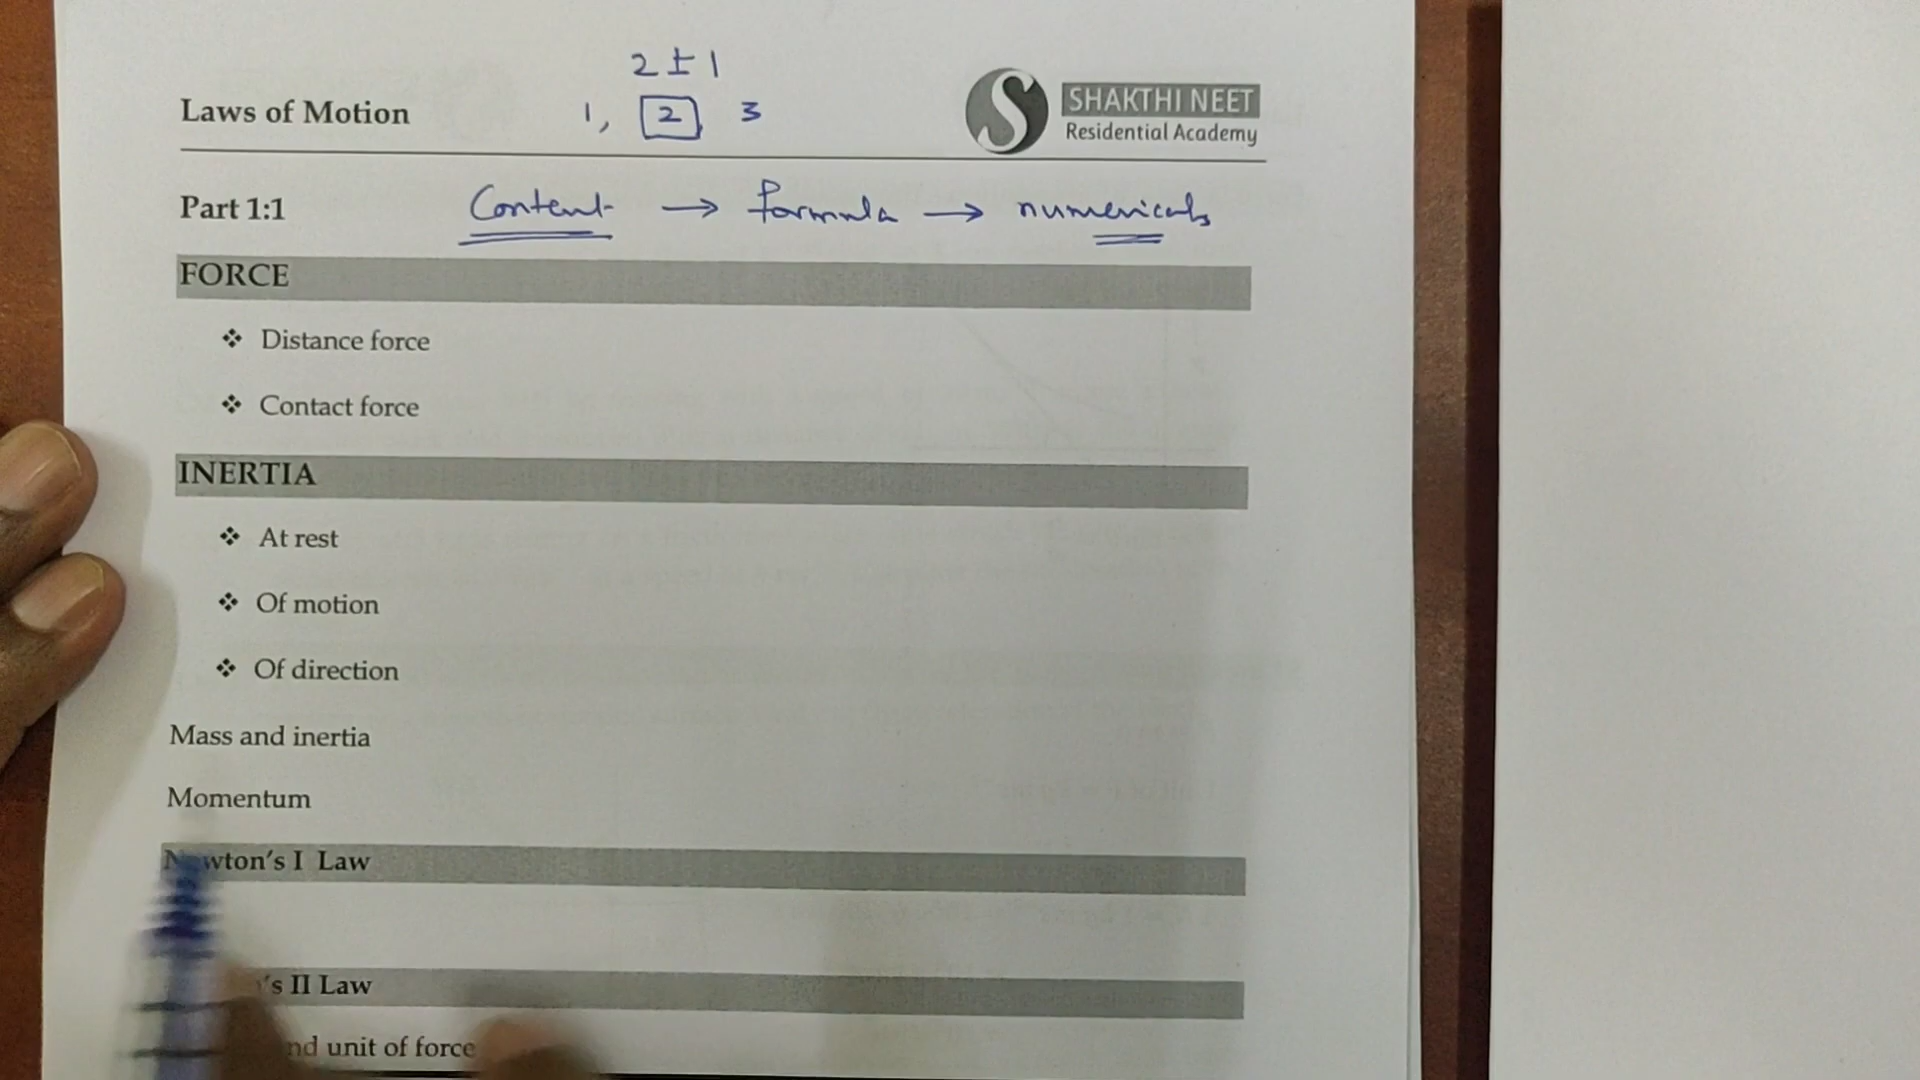 2 ± 1
Laws of Motion
1, 2, 3
SHAKTHI NEET
Residential Academy
Part 1:1
Content → formula → numericals
FORCE
❖ Distance force
❖ Contact force
INERTIA
❖ At rest
❖ Of motion
❖ Of direction
Mass and inertia
Momentum
Newton's I Law
's II Law
unit of force